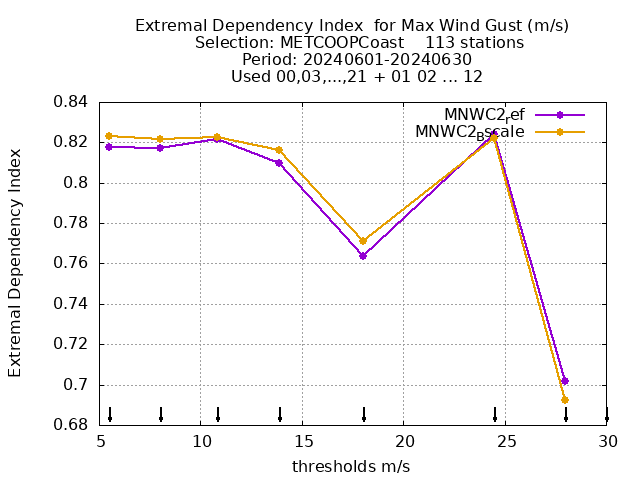 Extremal Dependency Index  for Max Wind Gust (m/s)
Selection: METCOOPCoast    113 stations
Period: 20240601-20240630
Used 00,03,...,21 + 01 02 ... 12
MNWC2ref
MNWC2Bscale
0.84
0.82
0.8
0.78
0.76
0.74
0.72
0.7
0.68
Extremal Dependency Index
5 10 15 20 25 30
thresholds m/s